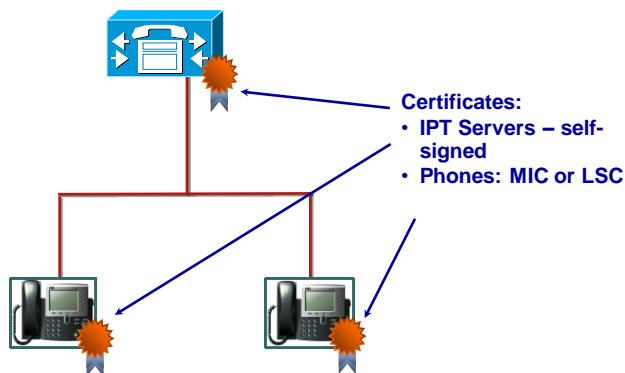 Certificates:
• IPT Servers – self-
signed
• Phones: MIC or LSC